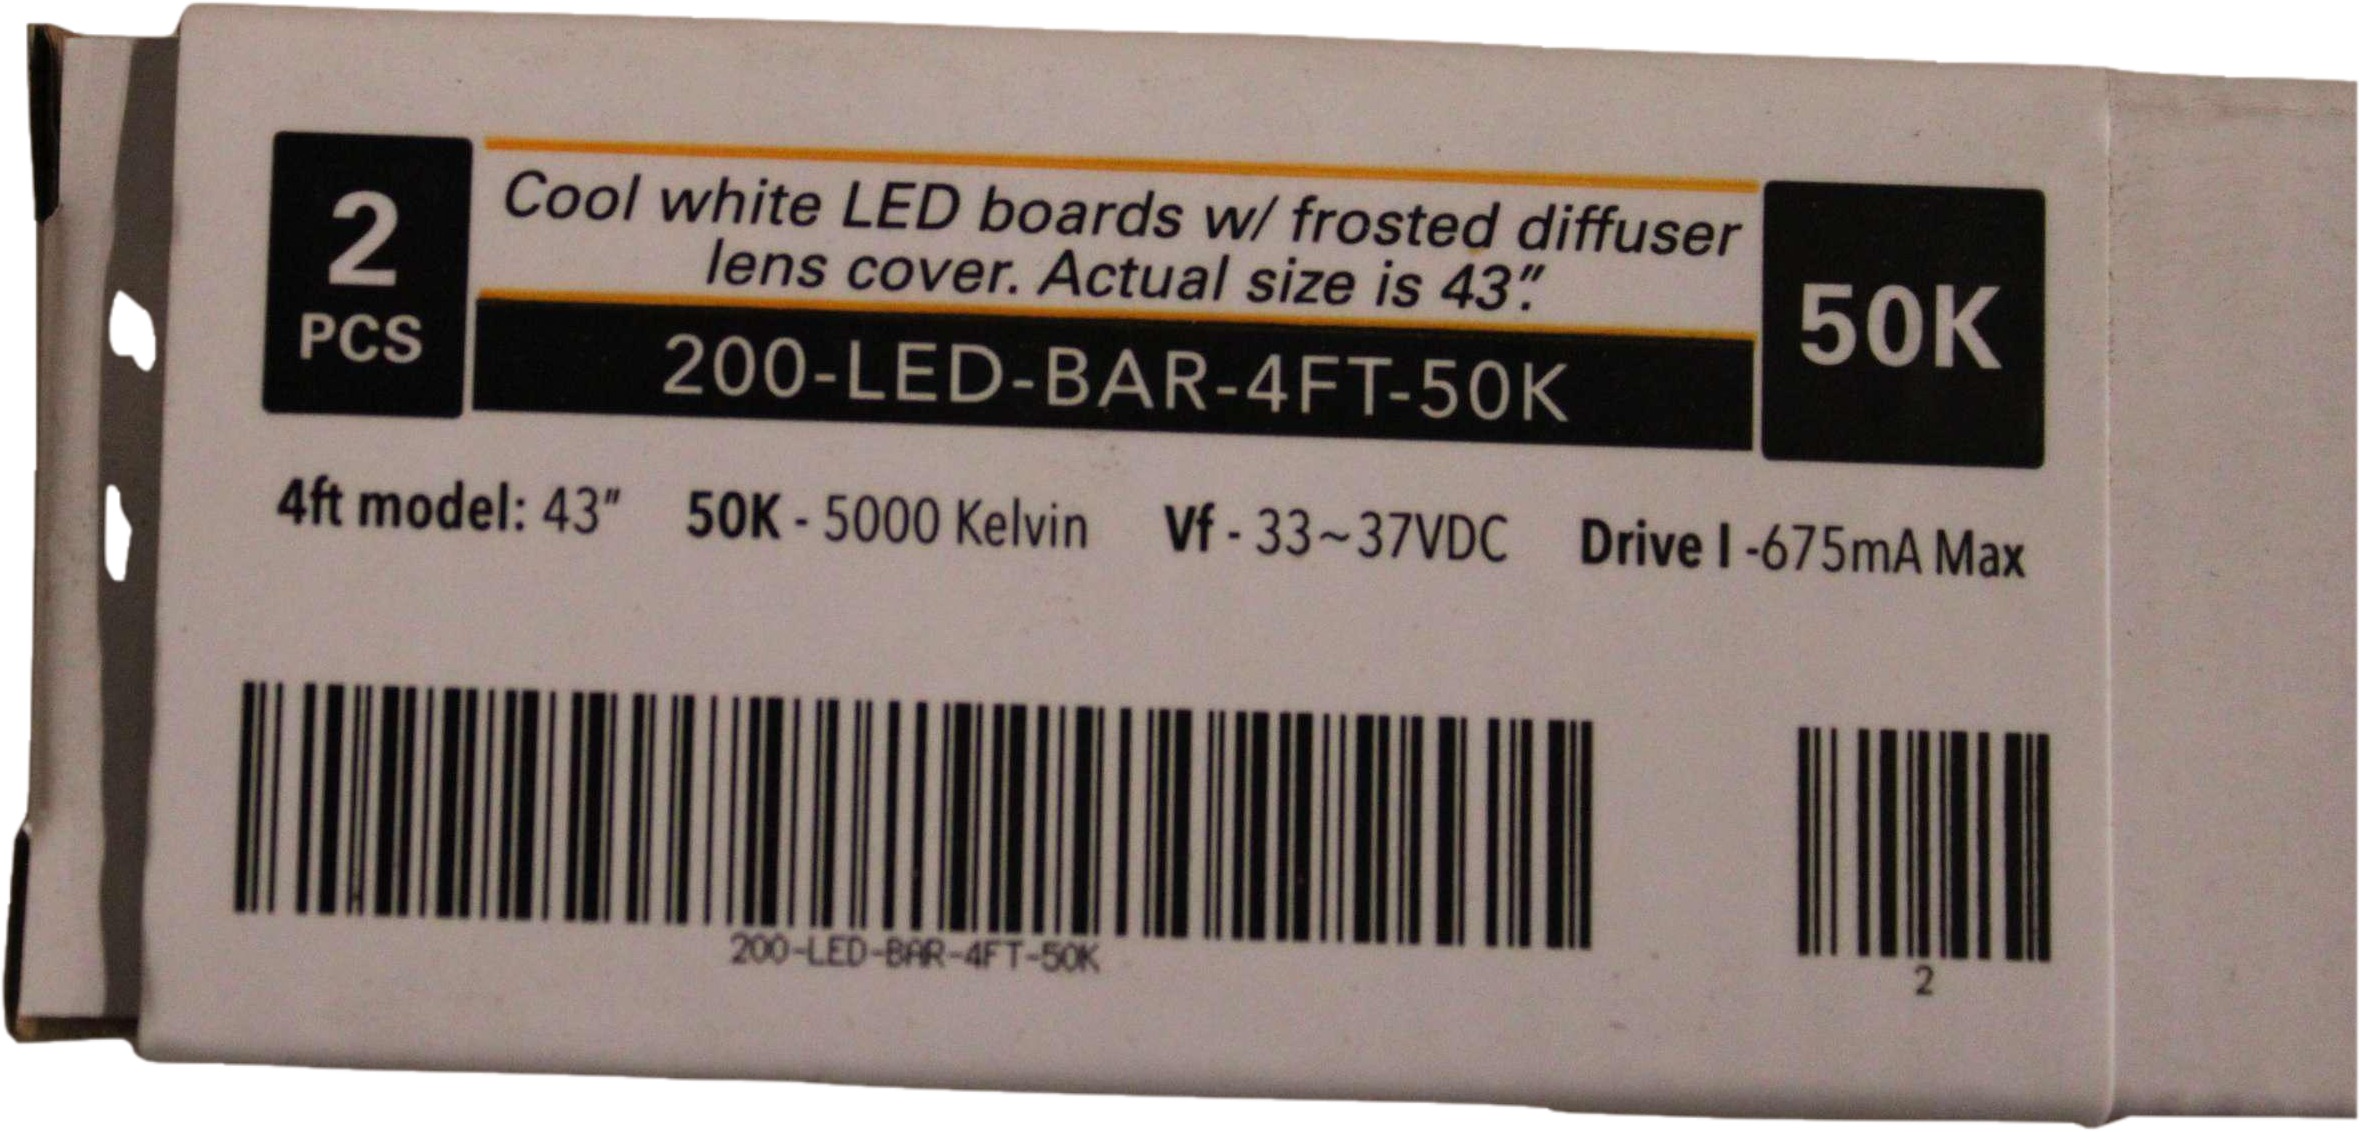 2
PCS
Cool white LED boards w/ frosted diffuser
lens cover. Actual size is 43".
200-LED-BAR-4FT-50K
50K
4ft model: 43" 50K - 5000 Kelvin Vf - 33~37VDC Drive I -675mA Max
200-LED-BAR-4FT-50K
2